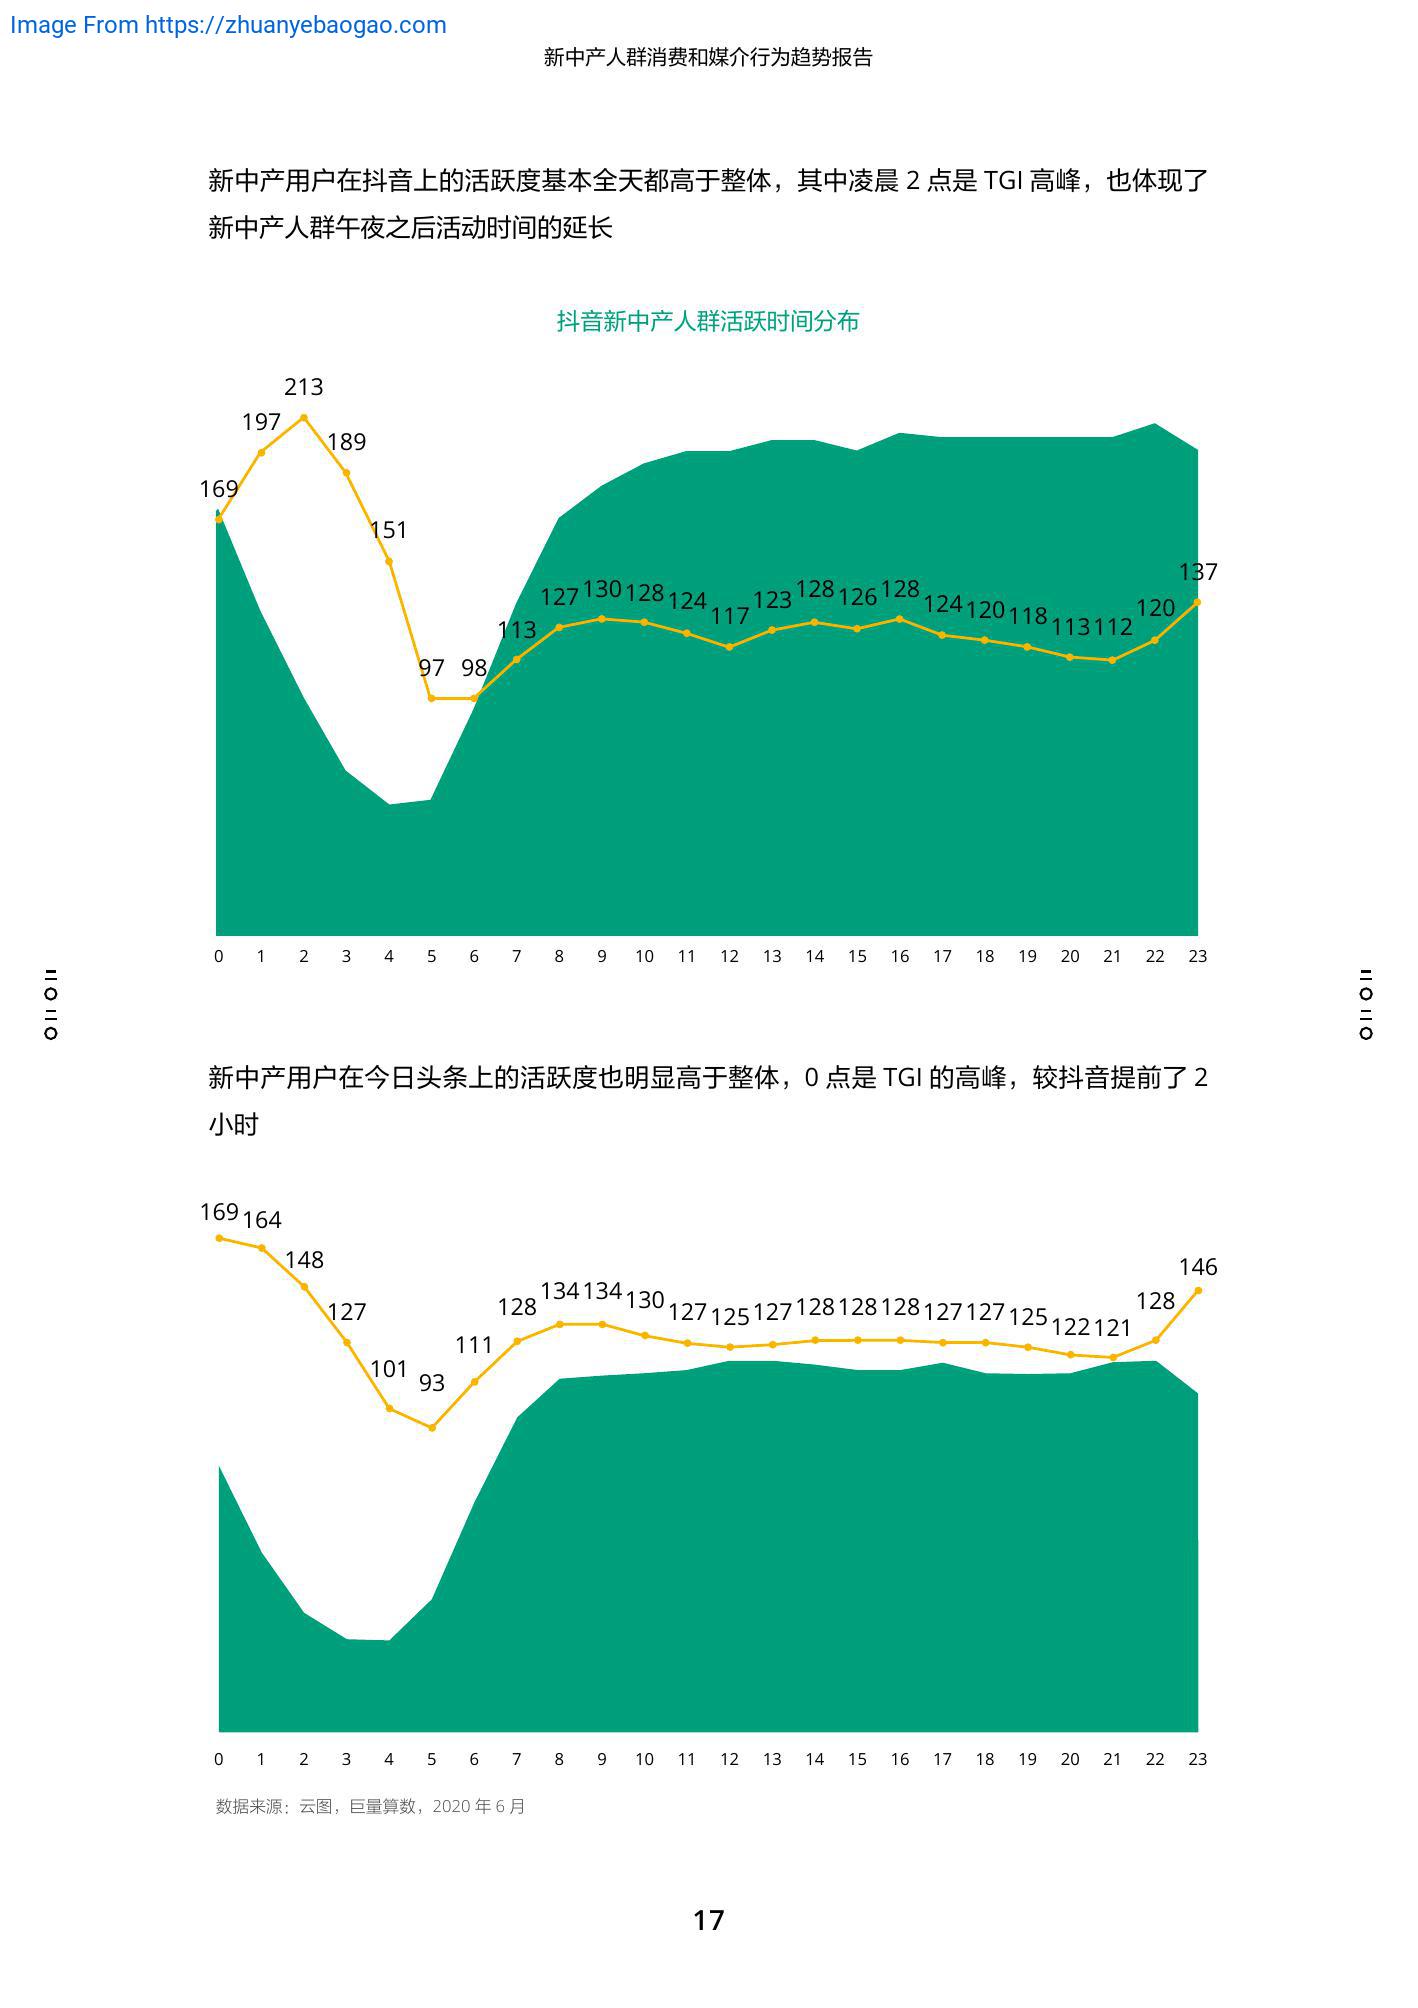 Image From https://zhuanyebaogao.com
新中产人群消费和媒介行为趋势报告
新中产用户在抖音上的活跃度基本全天都高于整体，其中凌晨 2 点是 TGI 高峰，也体现了
新中产人群午夜之后活动时间的延长
抖音新中产人群活跃时间分布
169 197 213 189 151 97 98 113 127 130 128 124 117 123 128 126 128 124 120 118 113 112 120 137
0 1 2 3 4 5 6 7 8 9 10 11 12 13 14 15 16 17 18 19 20 21 22 23
新中产用户在今日头条上的活跃度也明显高于整体，0 点是 TGI 的高峰，较抖音提前了 2
小时
169 164 148 127 101 93 111 128 134 134 130 127 125 127 128 128 128 127 127 125 122 121 128 146
0 1 2 3 4 5 6 7 8 9 10 11 12 13 14 15 16 17 18 19 20 21 22 23
数据来源：云图，巨量算数，2020 年 6 月
17